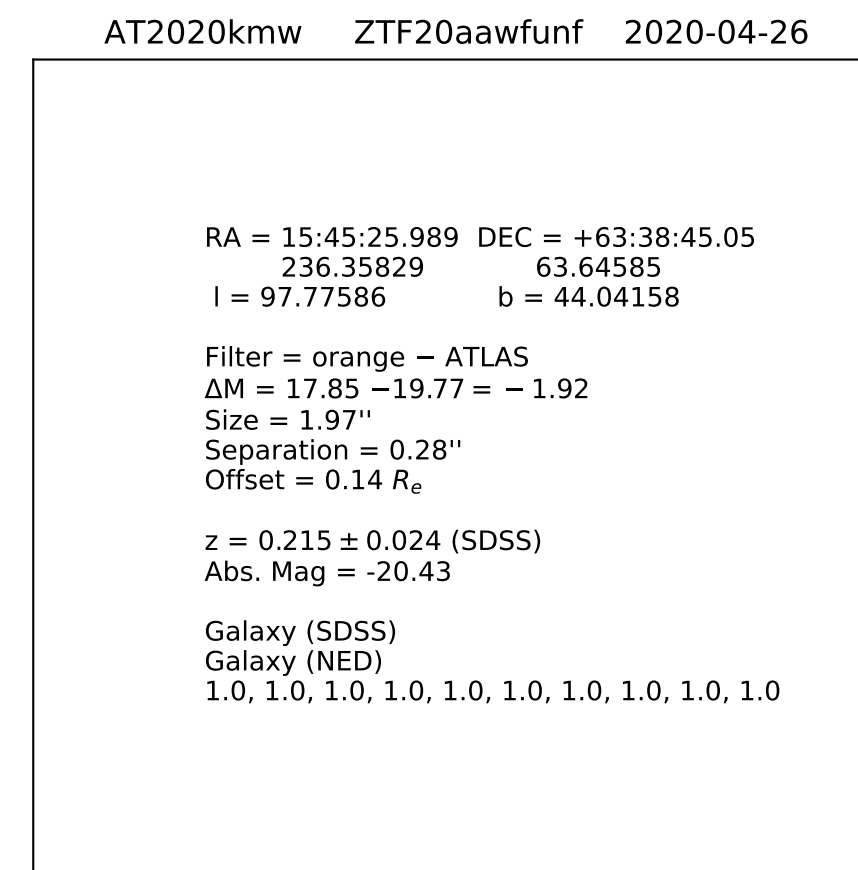 AT2020kmw ZTF20aawfunf 2020-04-26
RA = 15:45:25.989 DEC = +63:38:45.05
236.35829 63.64585
l = 97.77586 b = 44.04158
Filter = orange − ATLAS
ΔM = 17.85 −19.77 = − 1.92
Size = 1.97''
Separation = 0.28''
Offset = 0.14 Re
z = 0.215 ± 0.024 (SDSS)
Abs. Mag = -20.43
Galaxy (SDSS)
Galaxy (NED)
1.0, 1.0, 1.0, 1.0, 1.0, 1.0, 1.0, 1.0, 1.0, 1.0